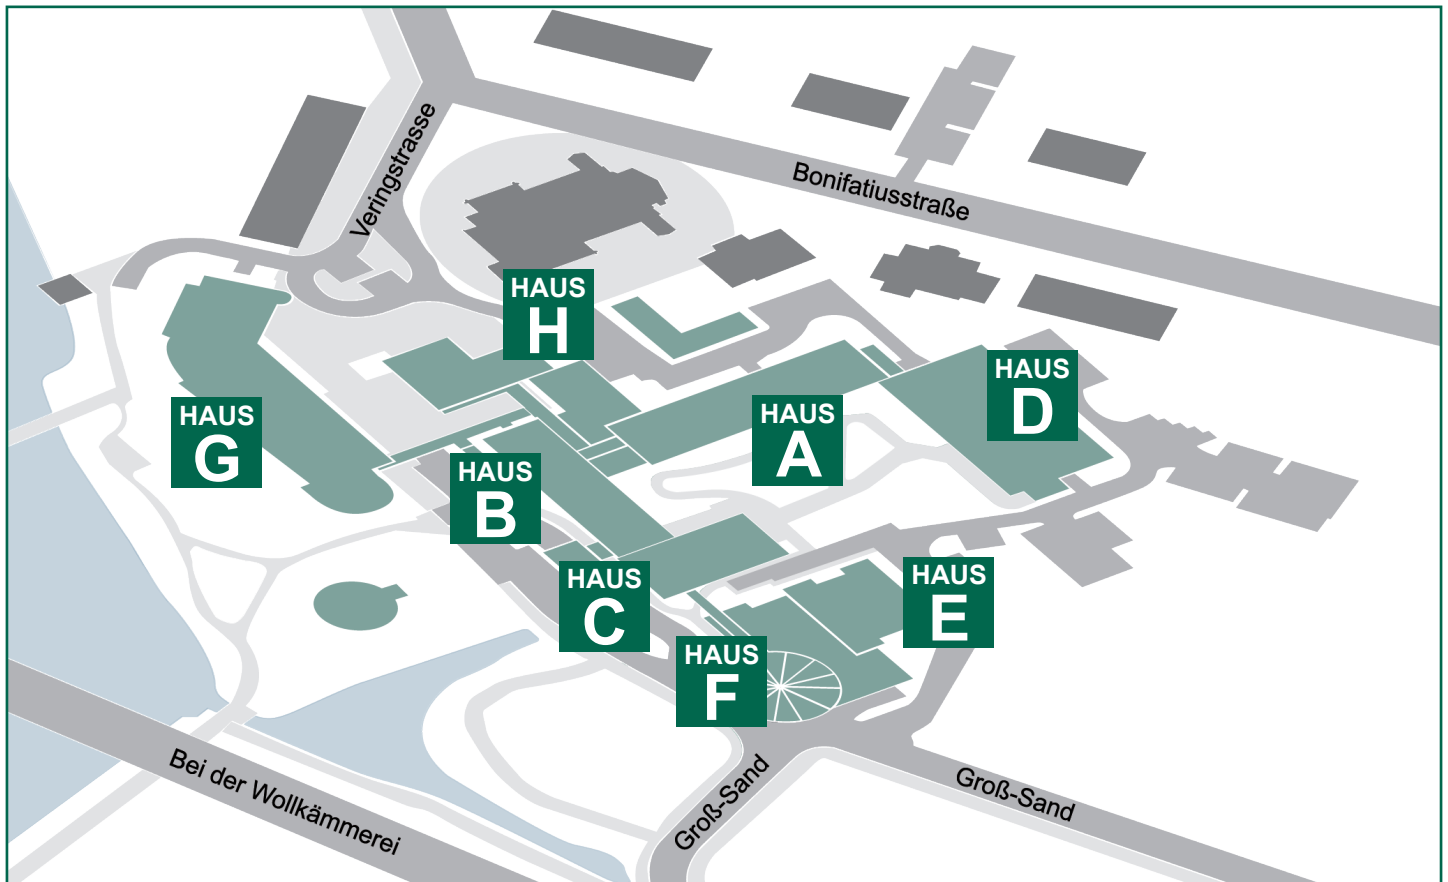 Veringstrasse
Bonifatiusstraße
HAUS
H
HAUS
D
HAUS
A
HAUS
G
HAUS
B
HAUS
C
HAUS
E
HAUS
F
Bei der Wollkämmerei
Groß-Sand
Groß-Sand